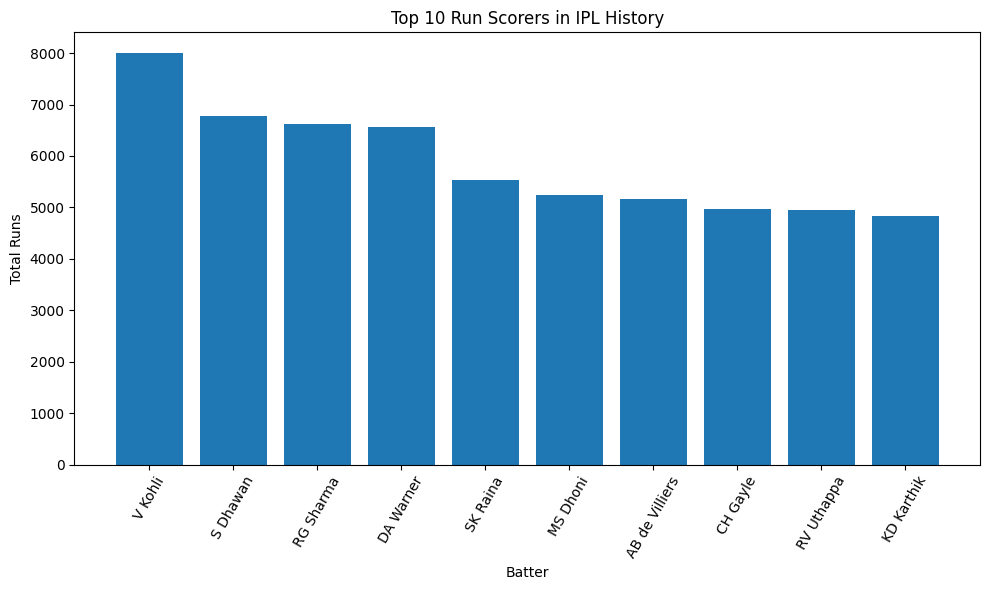 Top 10 Run Scorers in IPL History
Total Runs
8000
7000
6000
5000
4000
3000
2000
1000
0
V Kohli
S Dhawan
RG Sharma
DA Warner
SK Raina
MS Dhoni
AB de Villiers
CH Gayle
RV Uthappa
KD Karthik
Batter